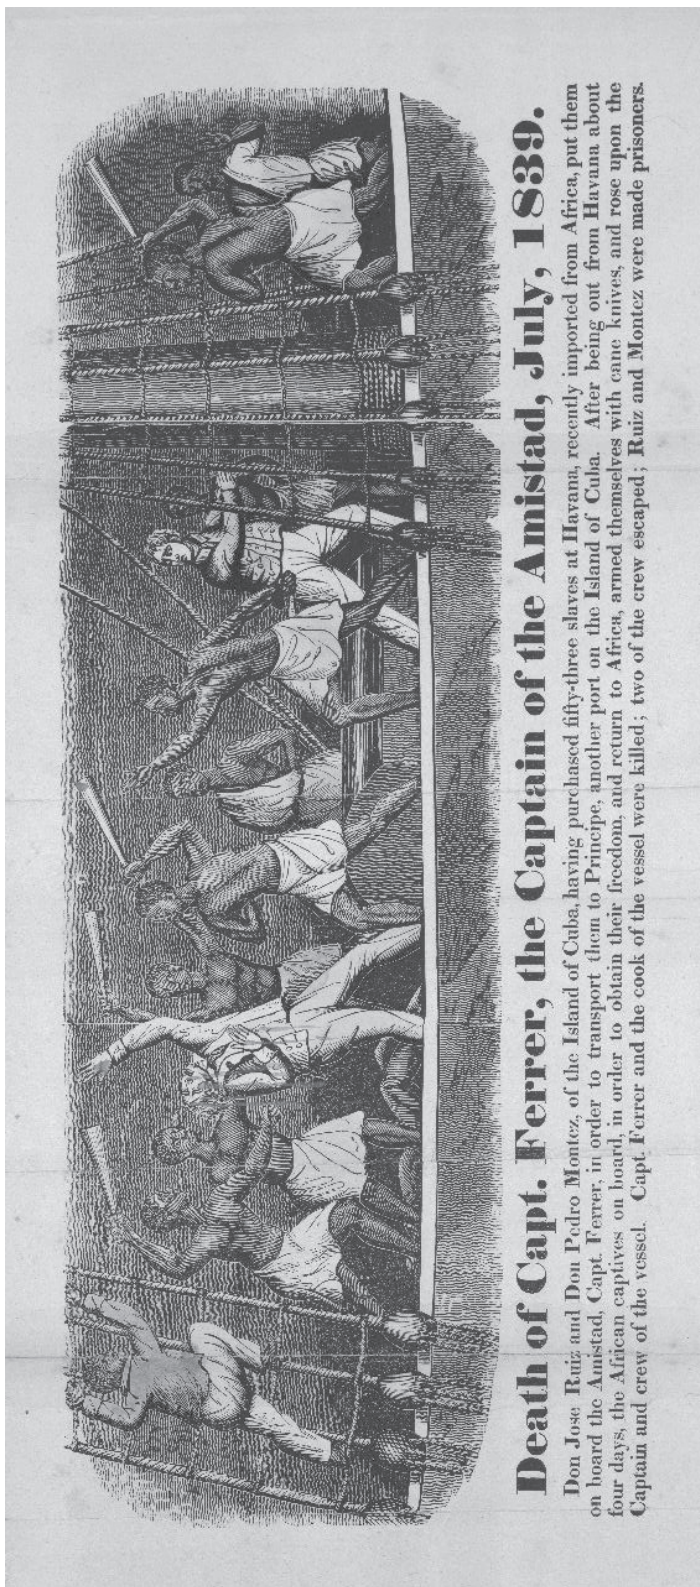 Death of Capt. Ferrer, the Captain of the Amistad, July, 1839.
Don Jose Ruiz and Don Pedro Montez, of the Island of Cuba, having purchased fifty-three slaves at Havana, recently imported from Africa, put them
on board the Amistad, Capt. Ferrer, in order to transport them to Principe, another port on the Island of Cuba. After being out from Havana about
four days, the African captives on board, in order to obtain their freedom, and return to Africa, armed themselves with cane knives, and rose upon the
Captain and crew of the vessel. Capt. Ferrer and the cook of the vessel were killed; two of the crew escaped; Ruiz and Montez were made prisoners.